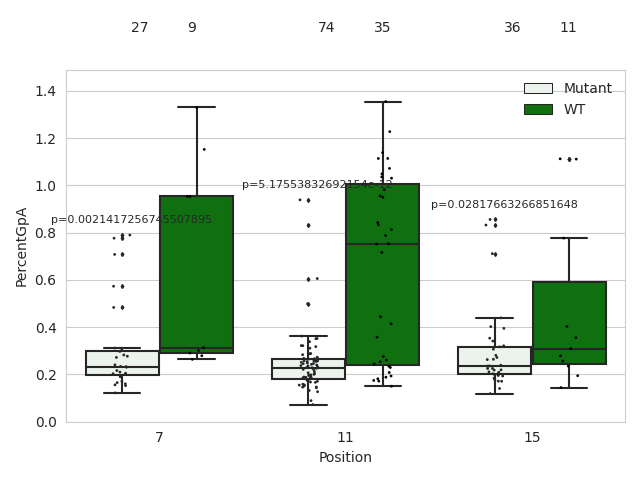 27 9 74 35 36 11
1.4
Mutant
WT
1.2
1.0
p=5.17553832692154e-12
p=0.02817663266851648
p=0.0021417256745507895
0.8
0.6
0.4
0.2
0.0
PercentGpA
7 11 15
Position